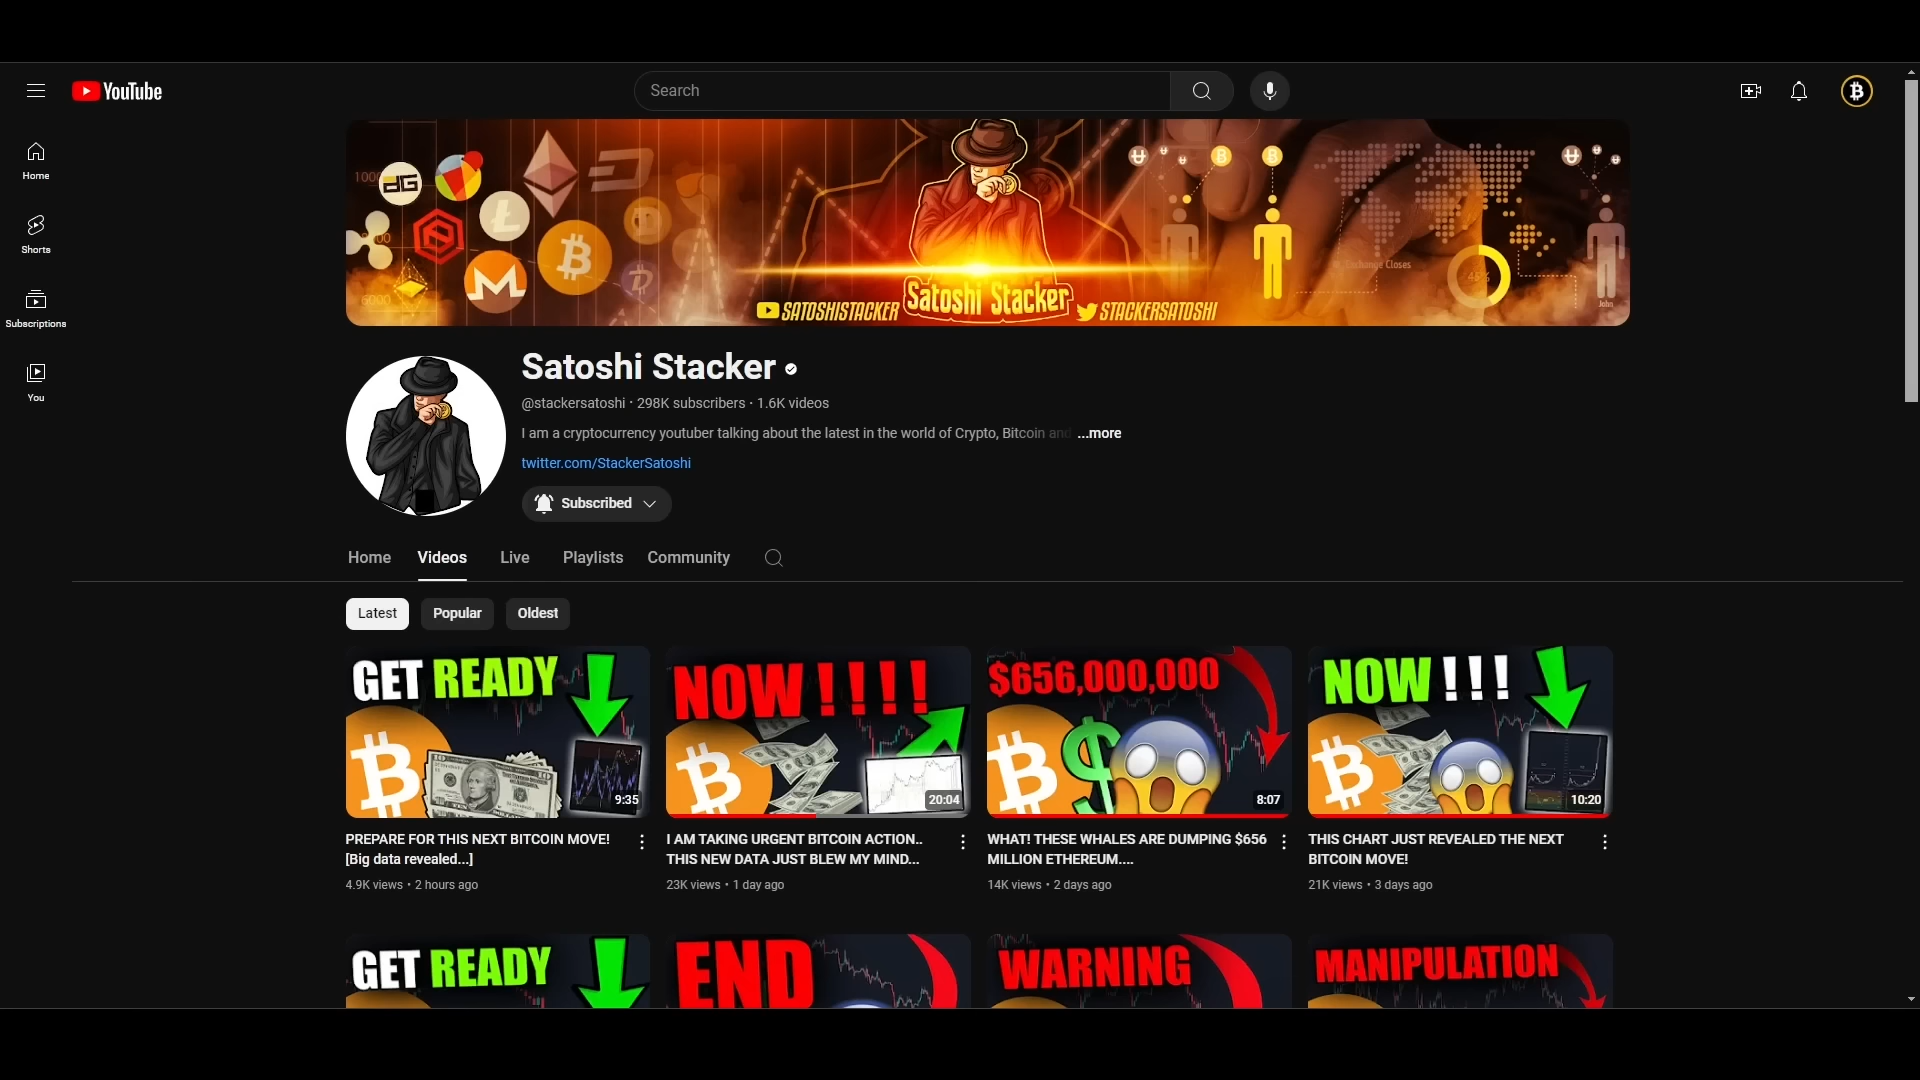 YouTube
Search
Home
Shorts
Subscriptions
You
SATOSHISTACKER
Satoshi Stacker
STACKERSATOSHI
Satoshi Stacker
@stackersatoshi · 298K subscribers · 1.6K videos
I am a cryptocurrency youtuber talking about the latest in the world of Crypto, Bitcoin and ...more
twitter.com/StackerSatoshi
Subscribed
Home Videos Live Playlists Community
Latest Popular Oldest
GET READY
9:35
NOW!!!!
20:04
$656,000,000
8:07
NOW!!!
10:20
PREPARE FOR THIS NEXT BITCOIN MOVE!
[Big data revealed...]
4.9K views · 2 hours ago
I AM TAKING URGENT BITCOIN ACTION..
THIS NEW DATA JUST BLEW MY MIND...
23K views · 1 day ago
WHAT! THESE WHALES ARE DUMPING $656
MILLION ETHEREUM....
14K views · 2 days ago
THIS CHART JUST REVEALED THE NEXT
BITCOIN MOVE!
21K views · 3 days ago
GET READY
END
WARNING
MANIPULATION